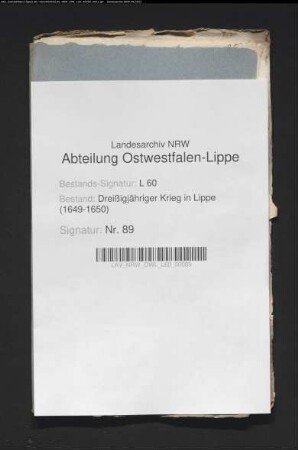 Landesarchiv NRW
Abteilung Ostwestfalen-Lippe
Bestands-Signatur: L 60
Bestand: Dreißigjähriger Krieg in Lippe
(1649-1650)
Signatur: Nr. 89